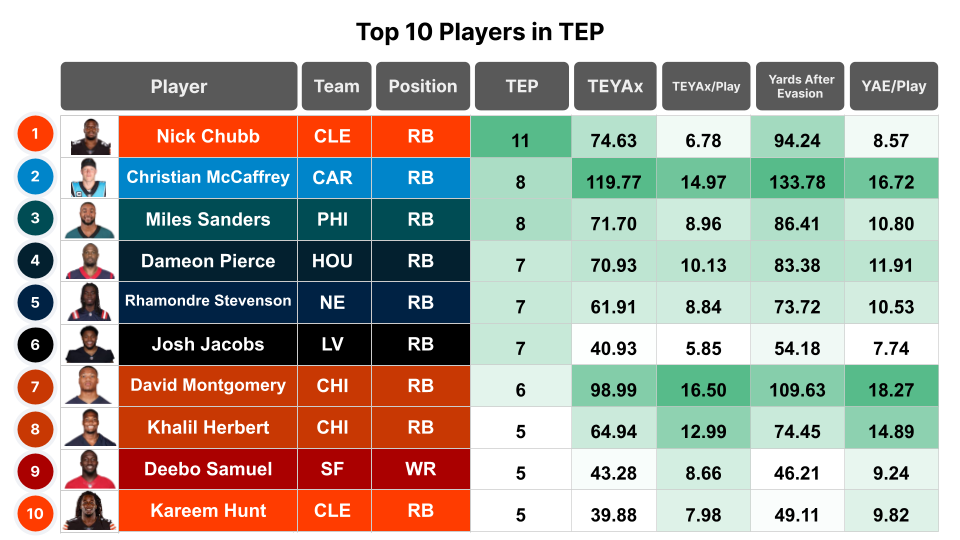 Top 10 Players in TEP
Player Team Position TEP TEYAx TEYAx/Play Yards After Evasion YAE/Play
1 Nick Chubb CLE RB 11 74.63 6.78 94.24 8.57
2 Christian McCaffrey CAR RB 8 119.77 14.97 133.78 16.72
3 Miles Sanders PHI RB 8 71.70 8.96 86.41 10.80
4 Dameon Pierce HOU RB 7 70.93 10.13 83.38 11.91
5 Rhamondre Stevenson NE RB 7 61.91 8.84 73.72 10.53
6 Josh Jacobs LV RB 7 40.93 5.85 54.18 7.74
7 David Montgomery CHI RB 6 98.99 16.50 109.63 18.27
8 Khalil Herbert CHI RB 5 64.94 12.99 74.45 14.89
9 Deebo Samuel SF WR 5 43.28 8.66 46.21 9.24
10 Kareem Hunt CLE RB 5 39.88 7.98 49.11 9.82